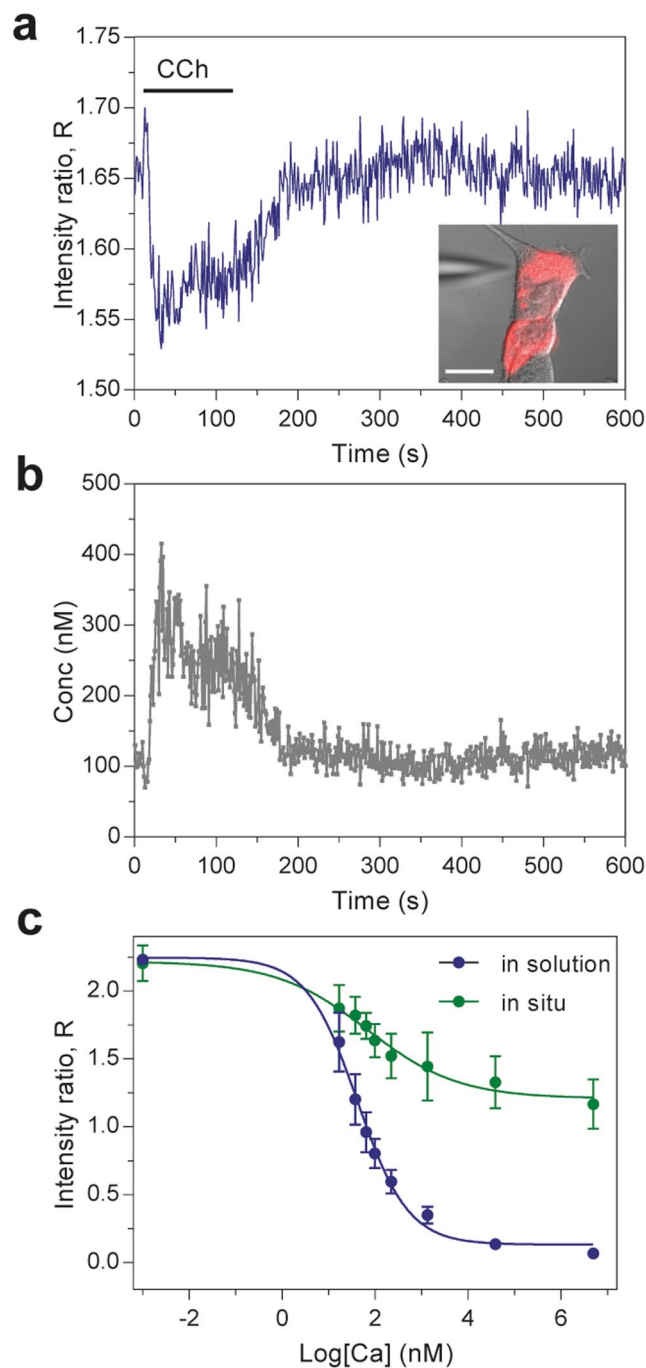 a
1.75
1.70
1.65
1.60
1.55
1.50
Intensity ratio, R
CCh
0 100 200 300 400 500 600
Time (s)
b
500
400
300
200
100
0
Conc (nM)
0 100 200 300 400 500 600
Time (s)
c
2.0
1.5
1.0
0.5
0.0
Intensity ratio, R
in solution
in situ
-2 0 2 4 6
Log[Ca] (nM)